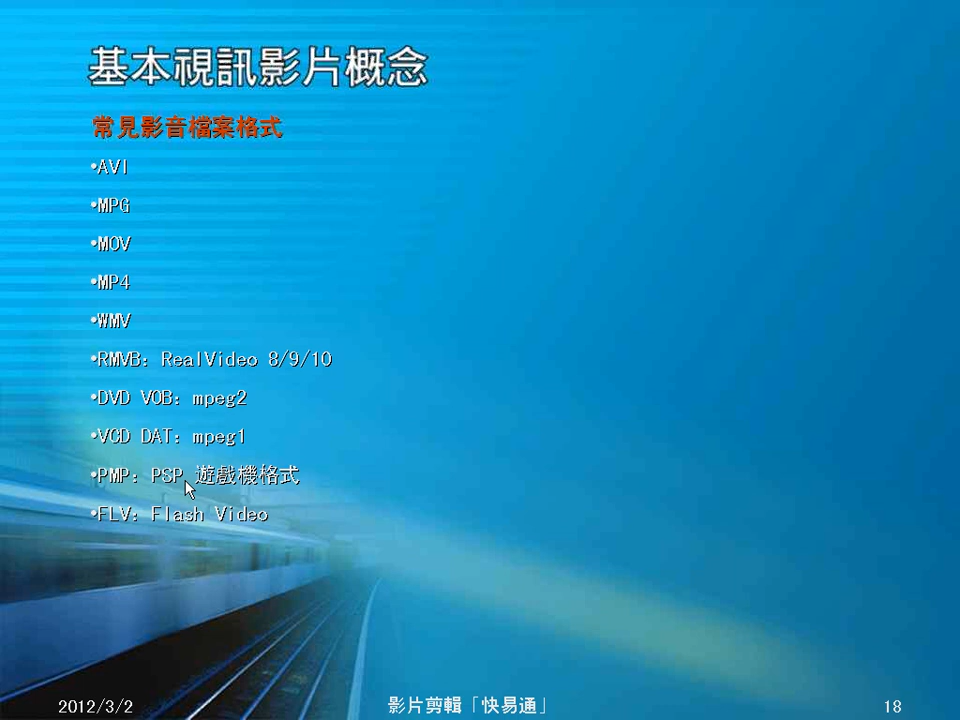 基本視訊影片概念
常見影音檔案格式
•AVI
•MPG
•MOV
•MP4
•WMV
•RMVB：RealVideo 8/9/10
•DVD VOB：mpeg2
•VCD DAT：mpeg1
•PMP：PSP 遊戲機格式
•FLV：Flash Video
2012/3/2
影片剪輯「快易通」
18